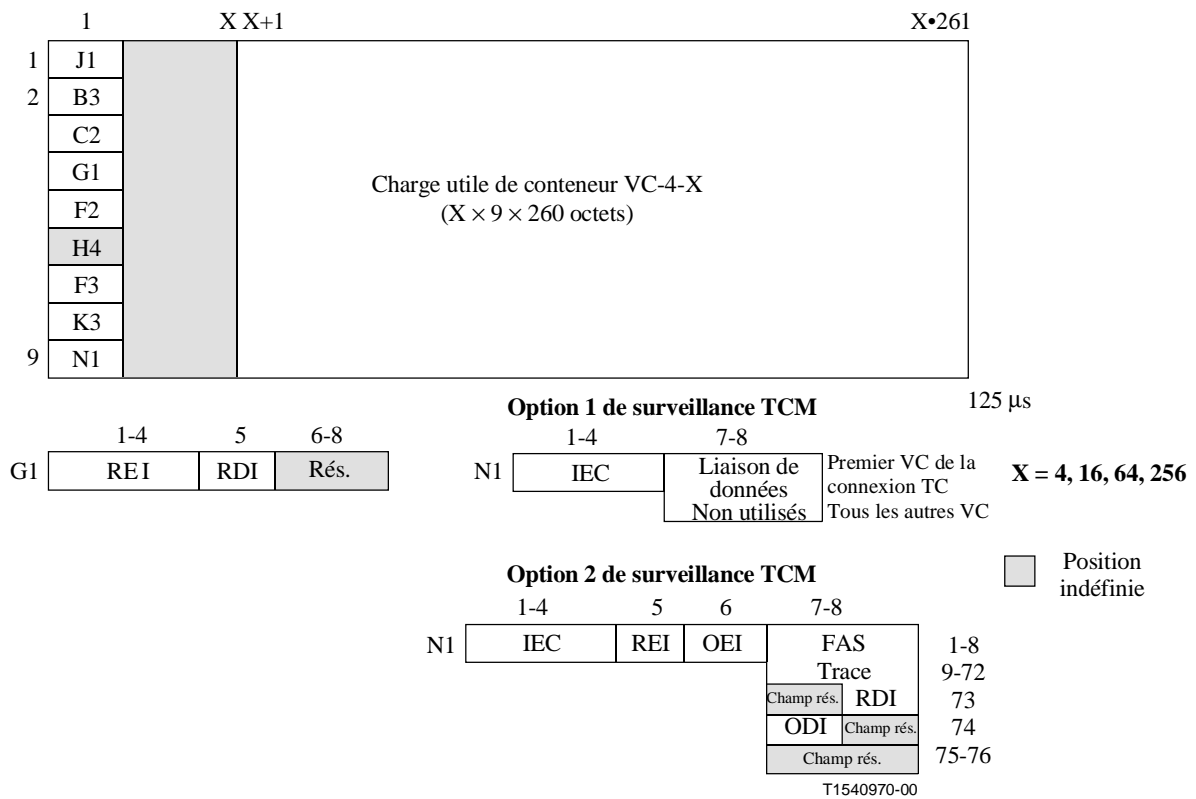 1 X X+1 X•261
1 J1
2 B3
C2
G1
F2
H4
F3
K3
9 N1
Charge utile de conteneur VC-4-X
(X × 9 × 260 octets)
125 µs
1-4 5 6-8
G1 REI RDI Rés.
Option 1 de surveillance TCM
1-4 7-8
N1 IEC Liaison de
données
Non utilisés
Premier VC de la
connexion TC
Tous les autres VC
X = 4, 16, 64, 256
Position
indéfinie
Option 2 de surveillance TCM
1-4 5 6 7-8
N1 IEC REI OEI FAS 1-8
Trace 9-72
Champ rés. RDI 73
ODI Champ rés. 74
Champ rés. 75-76
T1540970-00